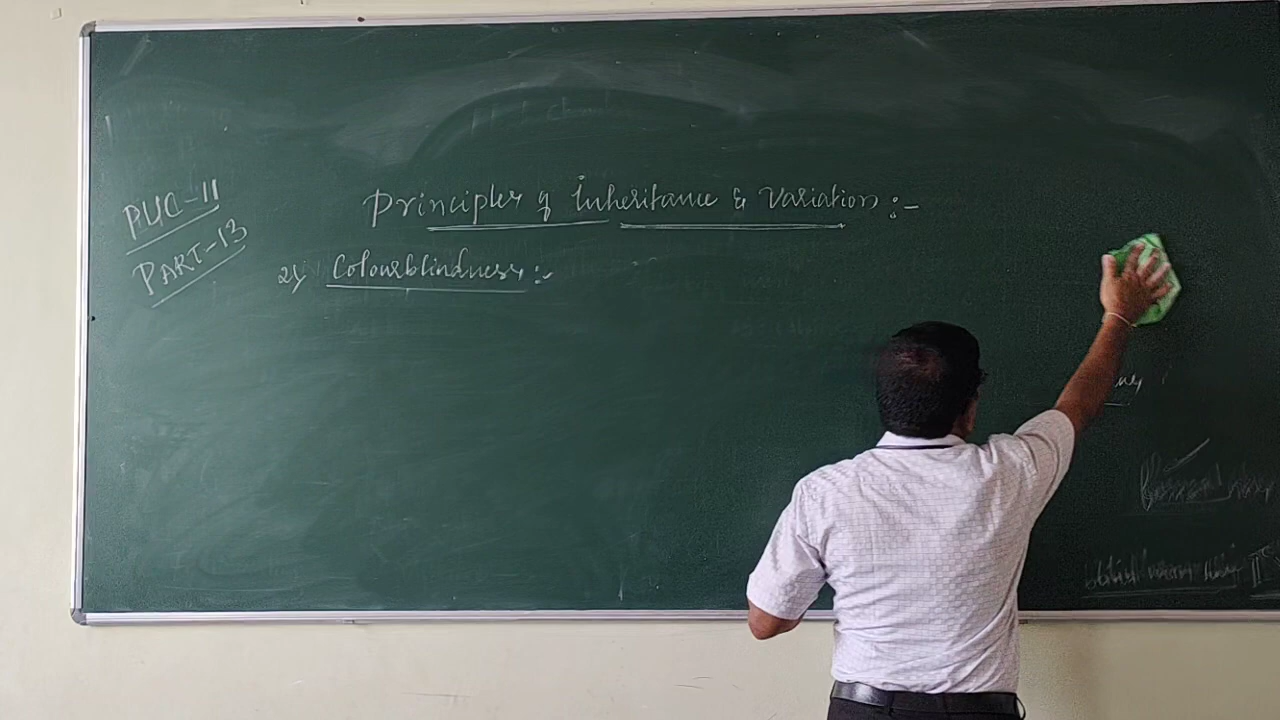 PUC-II
PART-13
Principles of Inheritance & Variation :-
2) Colourblindness :-